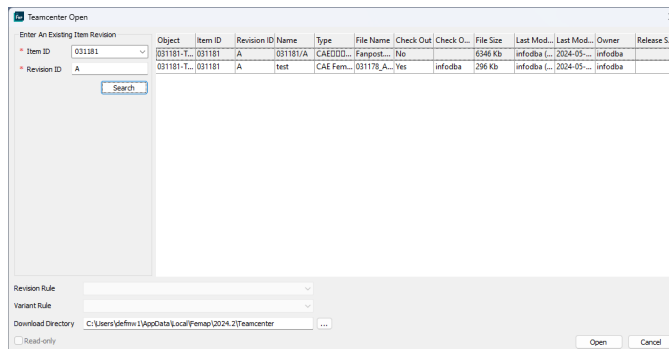 Teamcenter Open
Enter An Existing Item Revision
* Item ID 031181
* Revision ID A
Search
Object Item ID Revision ID Name Type File Name Check Out Check O... File Size Last Mod... Last Mod... Owner Release S
031181-T... 031181 A 031181/A CAE▯▯▯... Fanpost.... No 6346 Kb infodba (... 2024-05-... infodba
031181-T... 031181 A test CAE Fem... 031178_A... Yes infodba 296 Kb infodba (... 2024-05-... infodba
Revision Rule
Variant Rule
Download Directory C:\Users\defnw1\AppData\Local\Femap\2024.2\Teamcenter ...
Read-only
Open Cancel